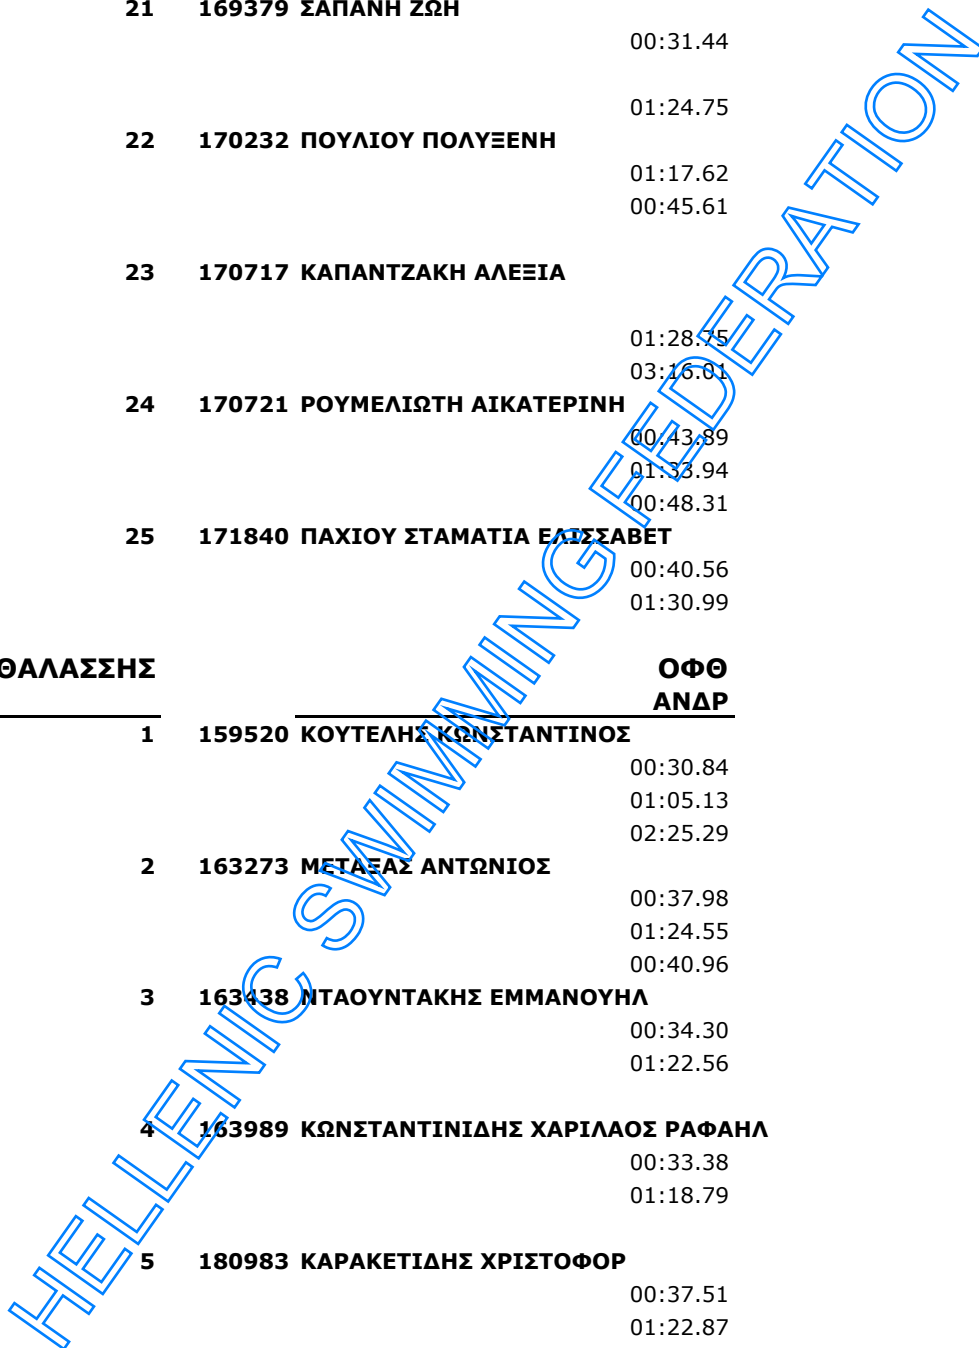 21 169379 ΣΑΠΑΝΗ ΖΩΗ
00:31.44
01:24.75
22 170232 ΠΟΥΛΙΟΥ ΠΟΛΥΞΕΝΗ
01:17.62
00:45.61
23 170717 ΚΑΠΑΝΤΖΑΚΗ ΑΛΕΞΙΑ
01:28.75
03:16.01
24 170721 ΡΟΥΜΕΛΙΩΤΗ ΑΙΚΑΤΕΡΙΝΗ
00:43.89
01:33.94
00:48.31
25 171840 ΠΑΧΙΟΥ ΣΤΑΜΑΤΙΑ ΕΛΙΣΣΑΒΕΤ
00:40.56
01:30.99
ΘΑΛΑΣΣΗΣ ΟΦΘ
ΑΝΔΡ
1 159520 ΚΟΥΤΕΛΗΣ ΚΩΝΣΤΑΝΤΙΝΟΣ
00:30.84
01:05.13
02:25.29
2 163273 ΜΕΤΑΞΑΣ ΑΝΤΩΝΙΟΣ
00:37.98
01:24.55
00:40.96
3 163438 ΝΤΑΟΥΝΤΑΚΗΣ ΕΜΜΑΝΟΥΗΛ
00:34.30
01:22.56
4 163989 ΚΩΝΣΤΑΝΤΙΝΙΔΗΣ ΧΑΡΙΛΑΟΣ ΡΑΦΑΗΛ
00:33.38
01:18.79
5 180983 ΚΑΡΑΚΕΤΙΔΗΣ ΧΡΙΣΤΟΦΟΡ
00:37.51
01:22.87
HELLENIC SWIMMING FEDERATION